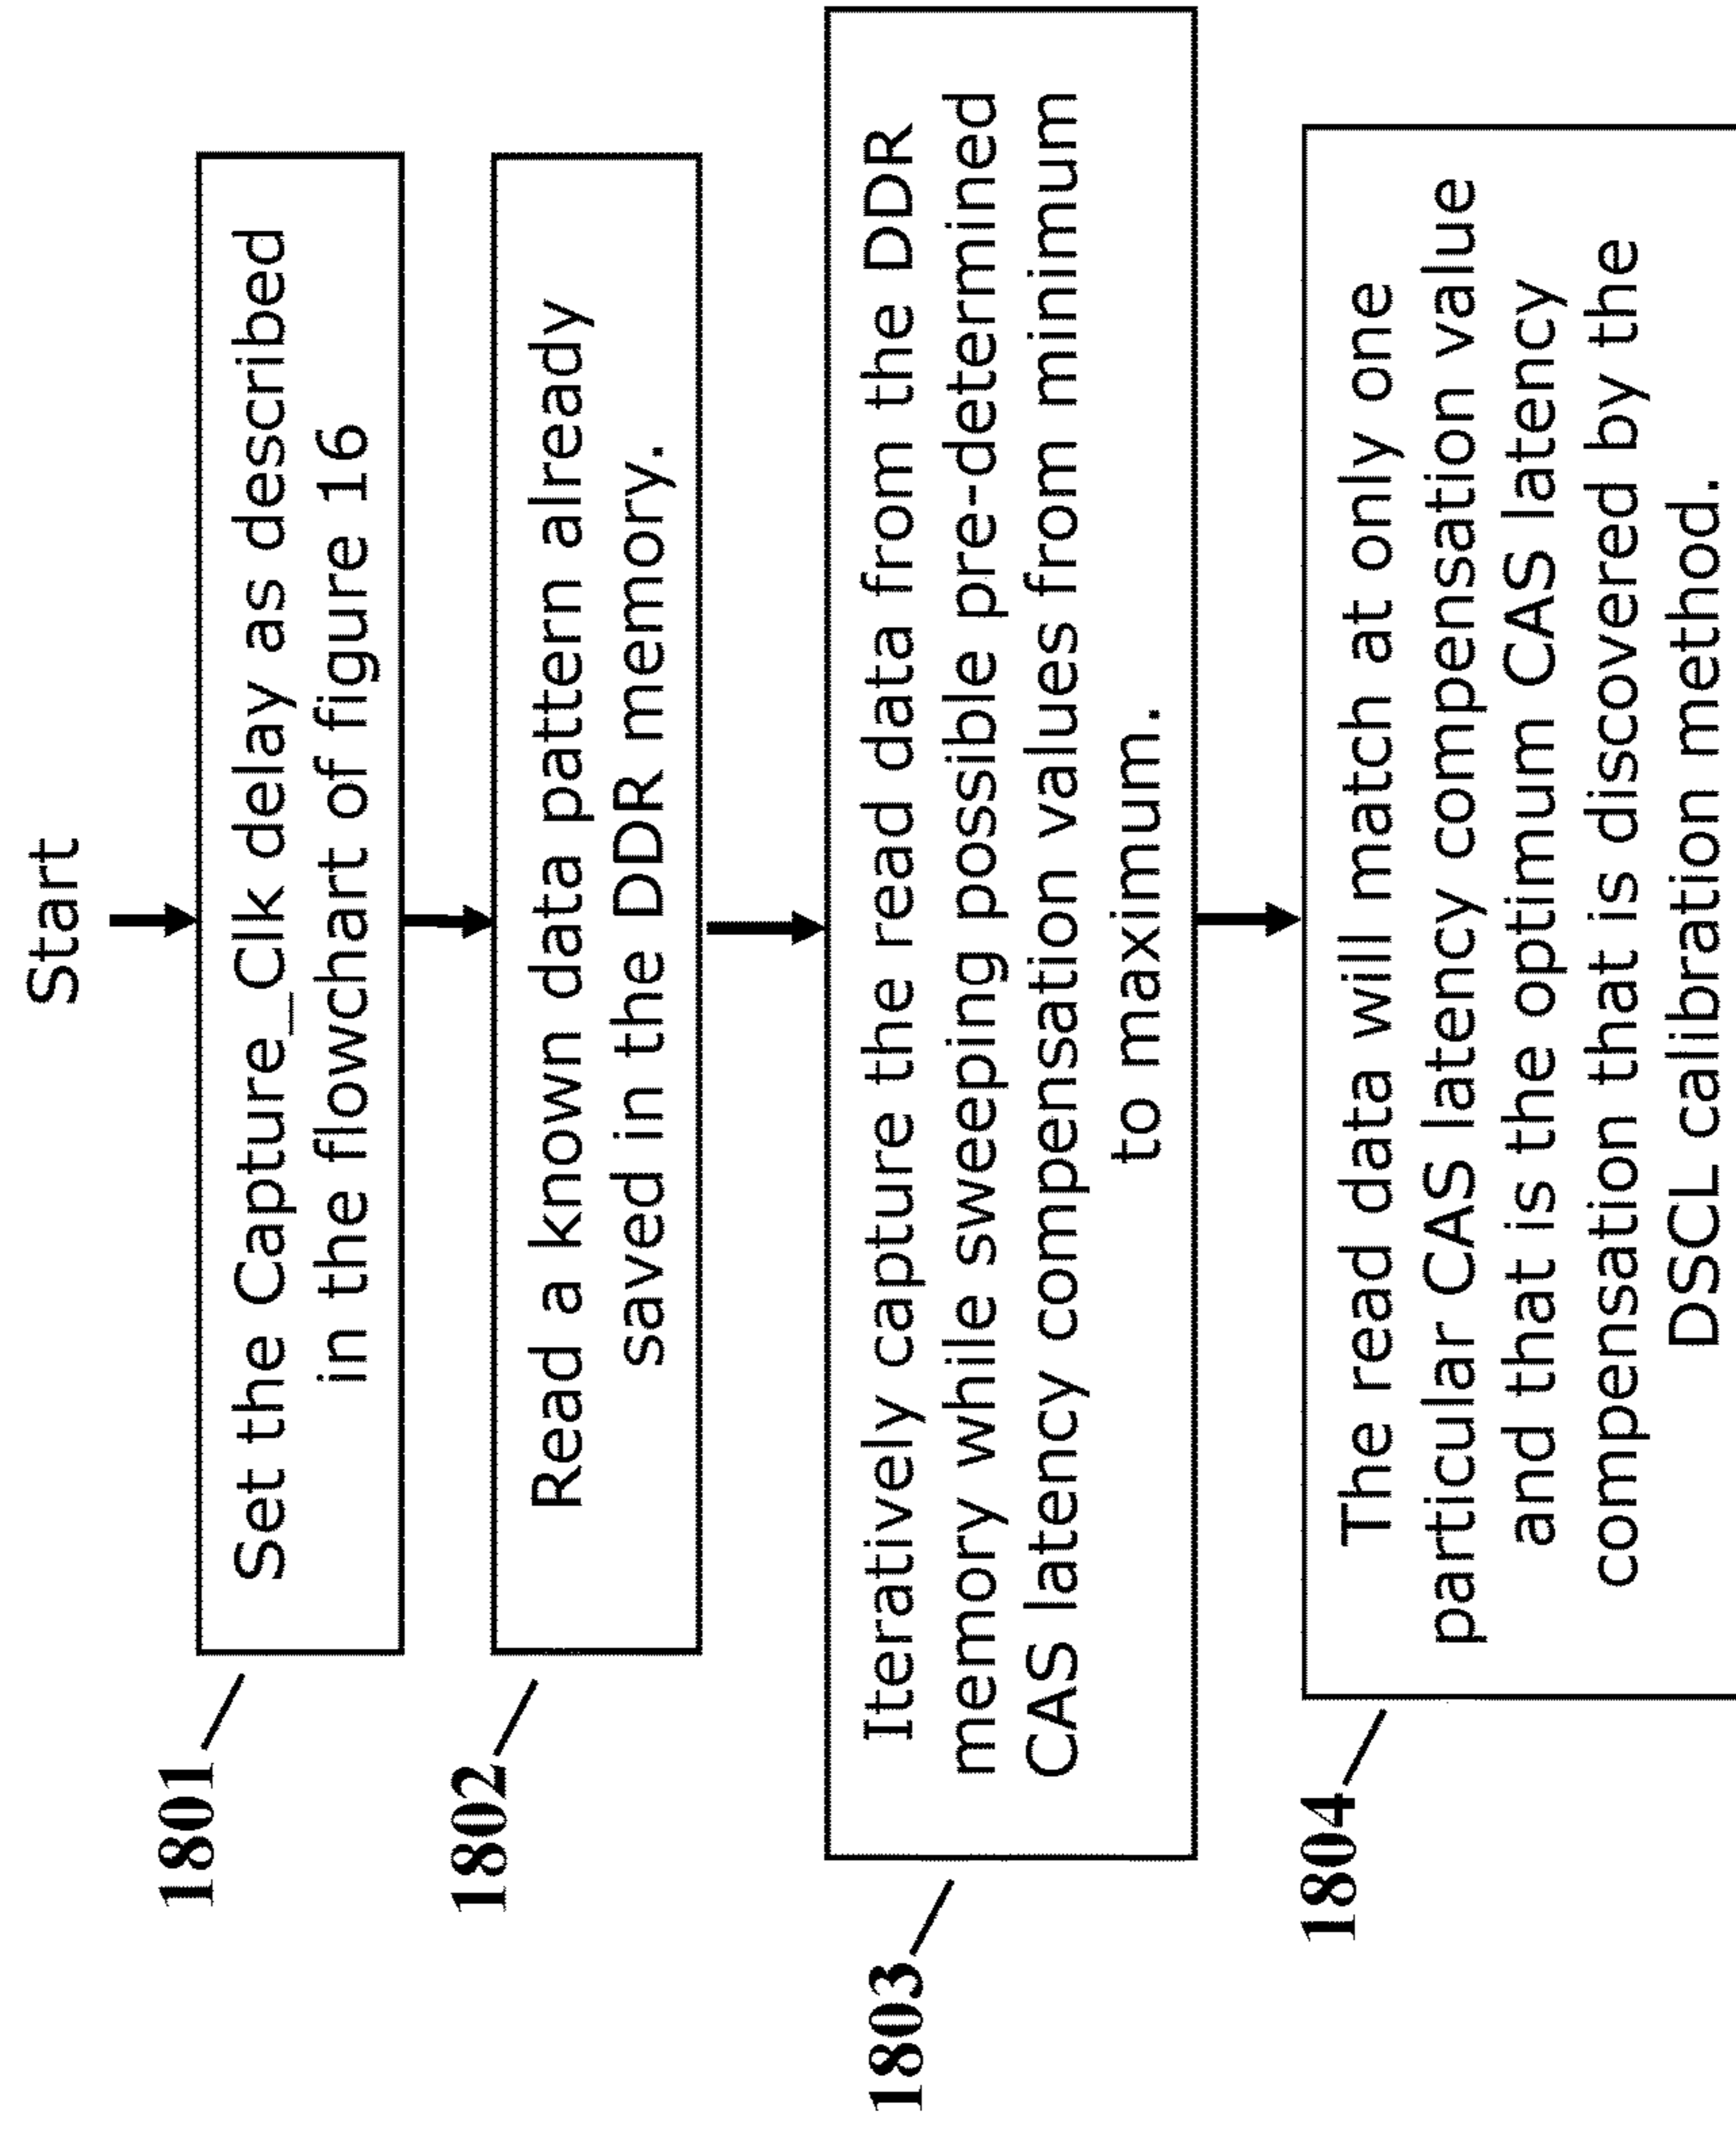 Start
1801
Set the Capture_Clk delay as described
in the flowchart of figure 16
1802
Read a known data pattern already
saved in the DDR memory.
1803
Iteratively capture the read data from the DDR
memory while sweeping possible pre-determined
CAS latency compensation values from minimum
to maximum.
1804
The read data will match at only one
particular CAS latency compensation value
and that is the optimum CAS latency
compensation that is discovered by the
DSCL calibration method.